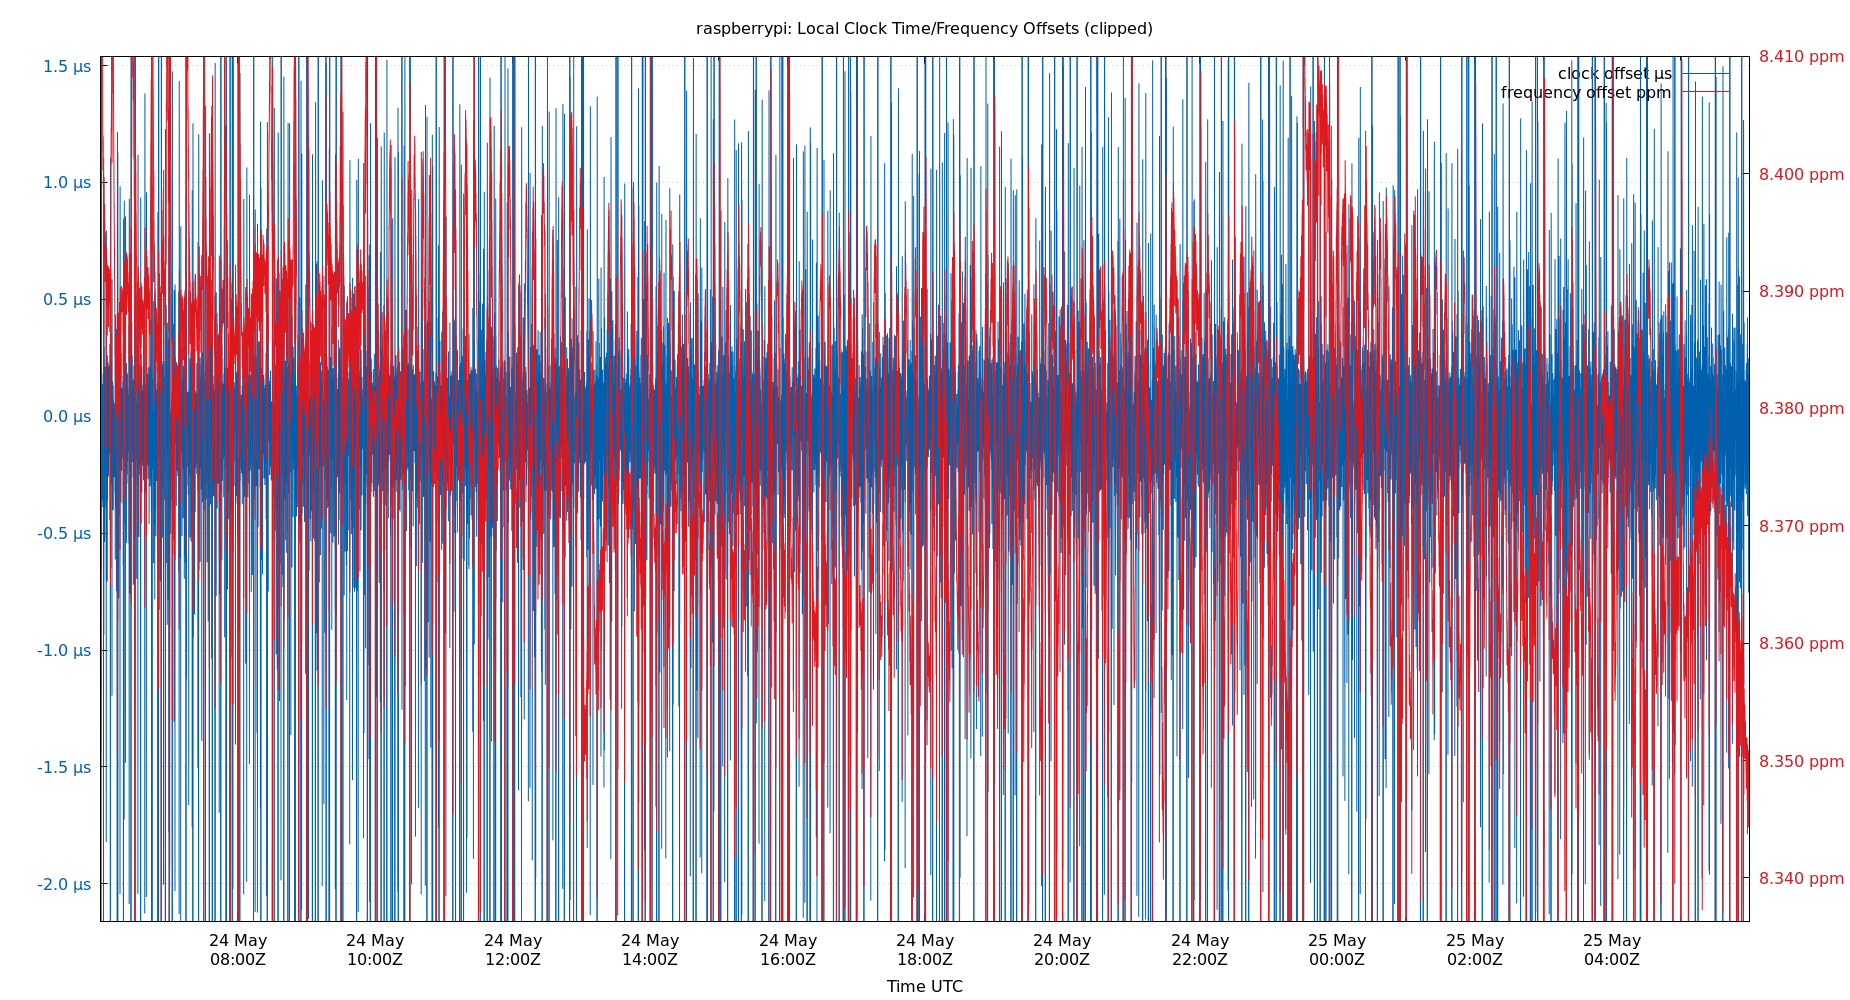 raspberrypi: Local Clock Time/Frequency Offsets (clipped)
clock offset µs
frequency offset ppm
1.5 µs
1.0 µs
0.5 µs
0.0 µs
-0.5 µs
-1.0 µs
-1.5 µs
-2.0 µs
8.410 ppm
8.400 ppm
8.390 ppm
8.380 ppm
8.370 ppm
8.360 ppm
8.350 ppm
8.340 ppm
24 May 24 May 24 May 24 May 24 May 24 May 24 May 24 May 25 May 25 May 25 May
08:00Z 10:00Z 12:00Z 14:00Z 16:00Z 18:00Z 20:00Z 22:00Z 00:00Z 02:00Z 04:00Z
Time UTC